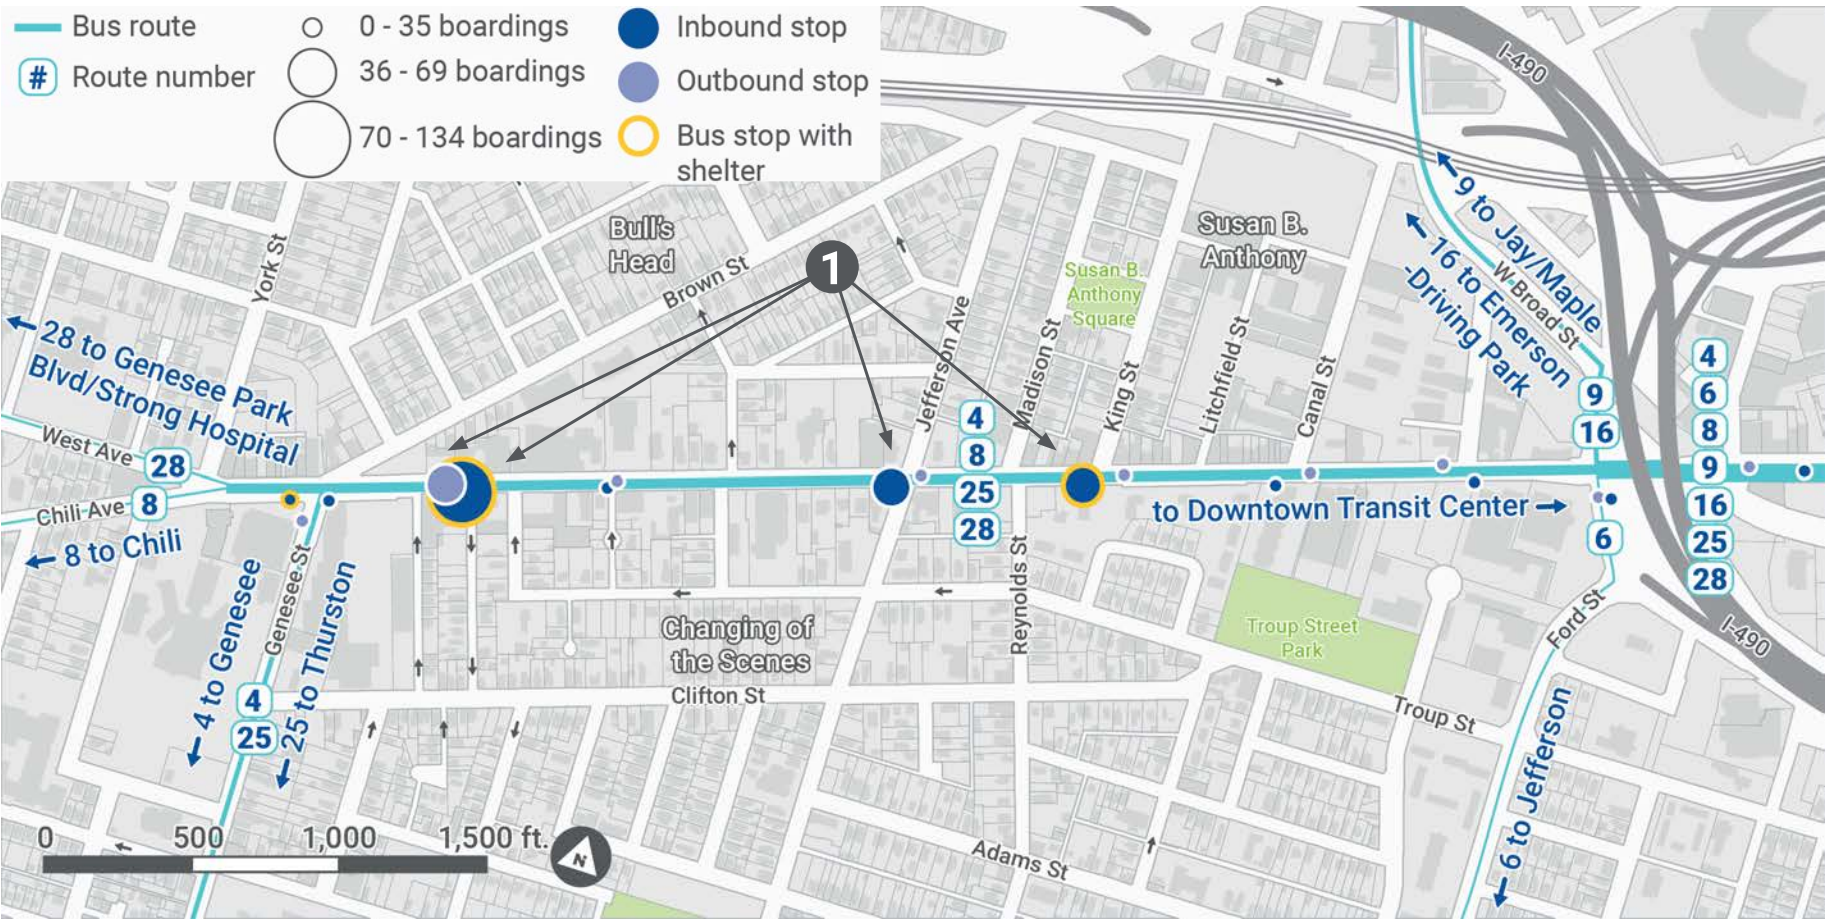 Bus route
# Route number
0 - 35 boardings
36 - 69 boardings
70 - 134 boardings
Inbound stop
Outbound stop
Bus stop with
shelter
I-490
9 to Jay/Maple
16 to Emerson
-Driving Park
W Broad St
Bull's
Head
1
Susan B.
Anthony
Susan B.
Anthony
Square
York St
Brown St
Jefferson Ave
Madison St
King St
Litchfield St
Canal St
28 to Genesee Park
Blvd/Strong Hospital
West Ave
28
Chili Ave
8
8 to Chili
4
8
25
28
9
16
4
6
8
9
16
25
28
to Downtown Transit Center
6
Genesee St
4 to Genesee
25 to Thurston
4
25
Changing of
the Scenes
Clifton St
Reynolds St
Troup Street
Park
Troup St
Ford St
I-490
6 to Jefferson
Adams St
0 500 1,000 1,500 ft.
N